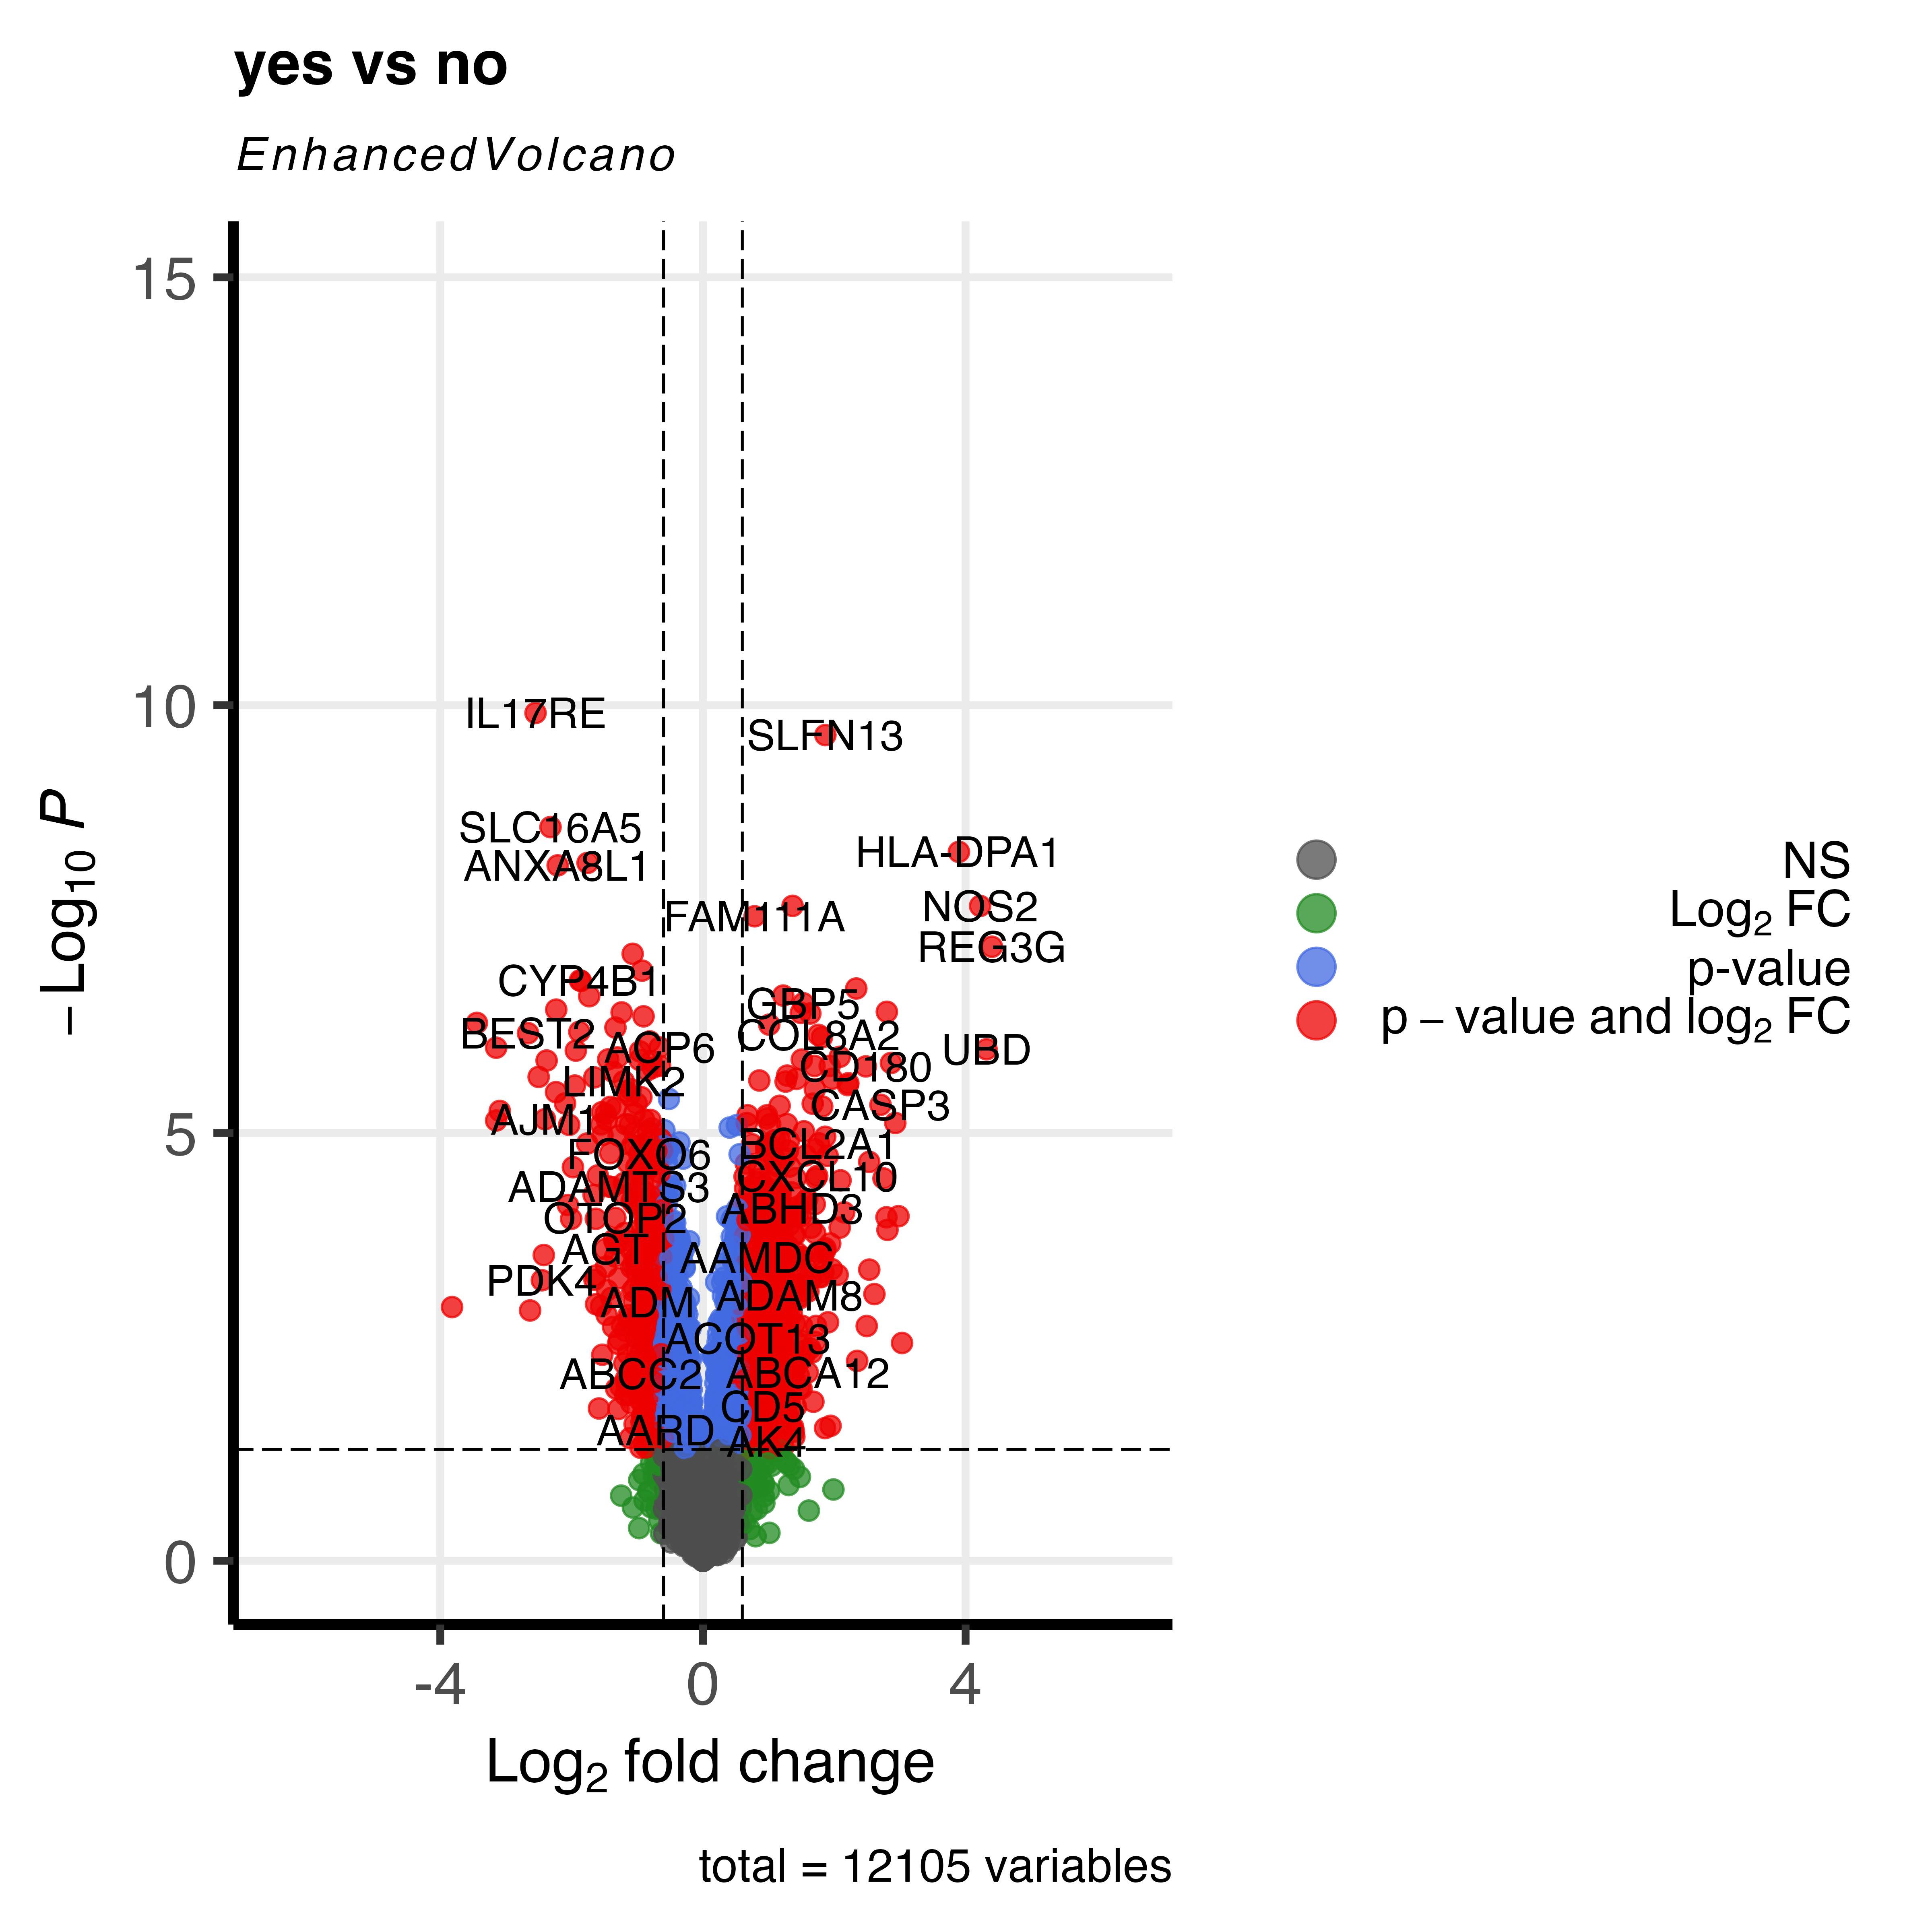 yes vs no
EnhancedVolcano
15
10
5
0
− Log₁₀ P
IL17RE
SLFN13
SLC16A5
HLA-DPA1
ANXA8L1
NOS2
FAM111A
REG3G
CYP4B1
GBP5
BEST2
COL8A2
ACP6
UBD
CD180
LIMK2
CASP3
AJM1
BCL2A1
FOXO6
CXCL10
ADAMTS3
ABHD3
OTOP2
AGT
AAMDC
PDK4
ADAM8
ADM
ACOT13
ABCC2
ABCA12
CD5
AARD
AK4
-4
0
4
Log₂ fold change
NS
Log₂ FC
p-value
p − value and log₂ FC
total = 12105 variables